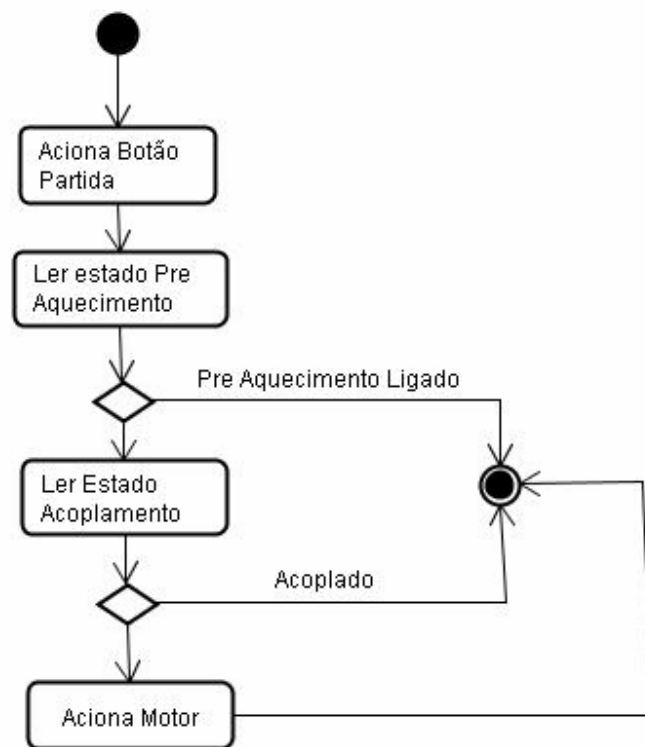 Aciona Botão
Partida
Ler estado Pre
Aquecimento
Pre Aquecimento Ligado
Ler Estado
Acoplamento
Acoplado
Aciona Motor